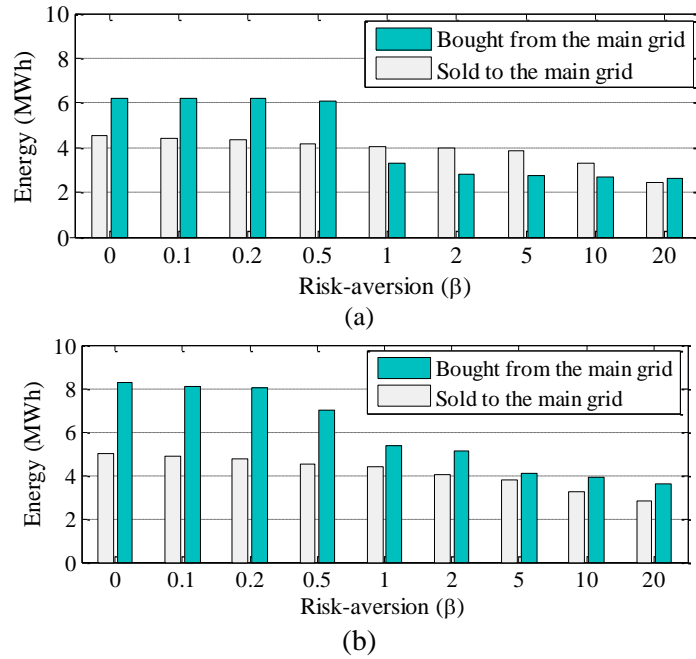 10
Bought from the main grid
8
Sold to the main grid
6
4
2
0
Energy (MWh)
0 0.1 0.2 0.5 1 2 5 10 20
Risk-aversion (β)
(a)
10
Bought from the main grid
8
Sold to the main grid
6
4
2
0
Energy (MWh)
0 0.1 0.2 0.5 1 2 5 10 20
Risk-aversion (β)
(b)